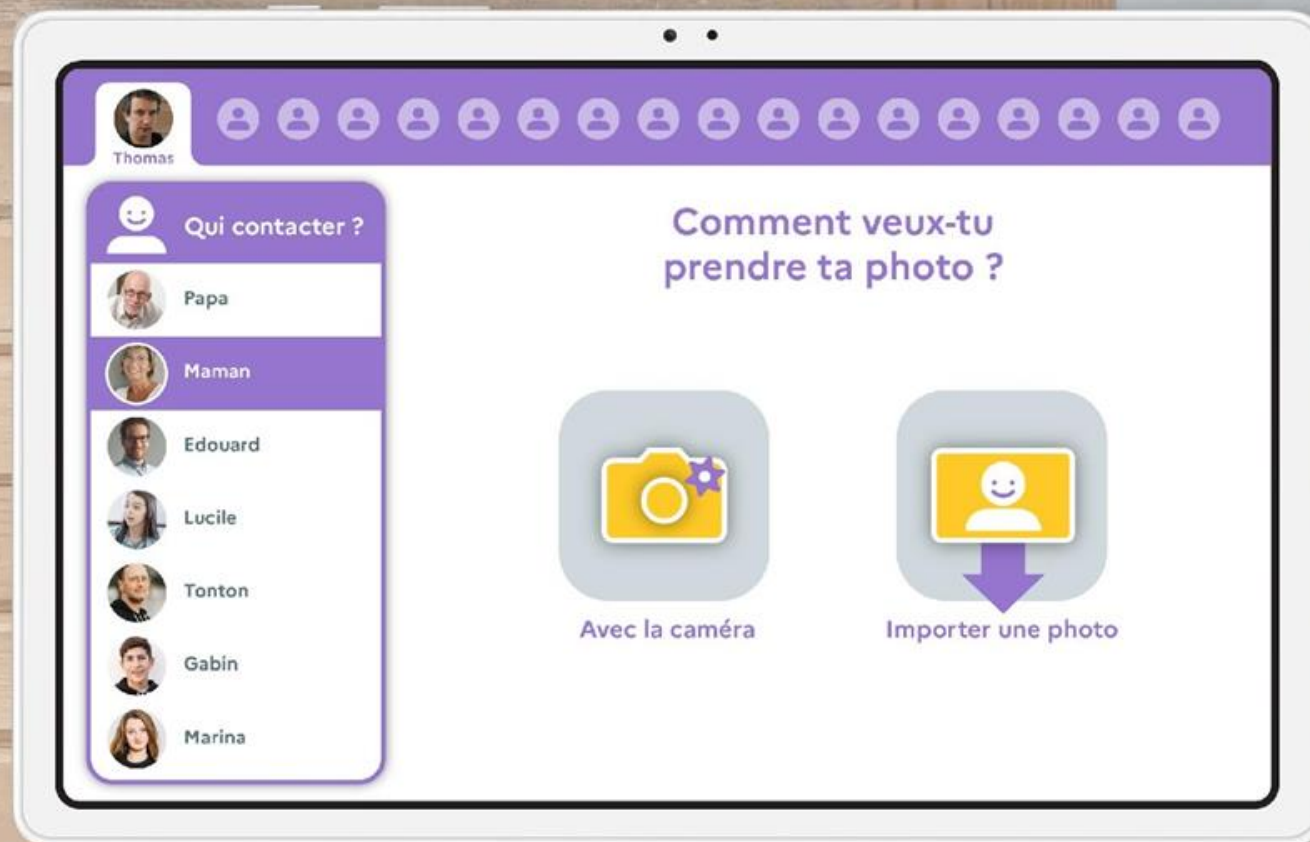 Thomas
Qui contacter ?
Papa
Maman
Edouard
Lucile
Tonton
Gabin
Marina
Comment veux-tu
prendre ta photo ?
Avec la caméra
Importer une photo